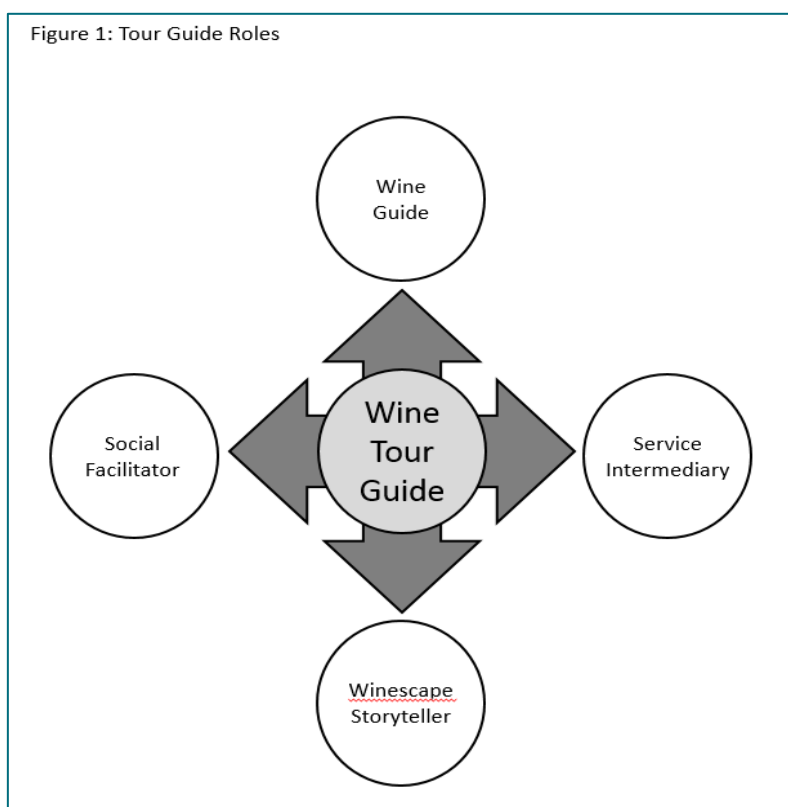 Figure 1: Tour Guide Roles
Wine
Guide
Social
Facilitator
Wine
Tour
Guide
Service
Intermediary
Winescape
Storyteller